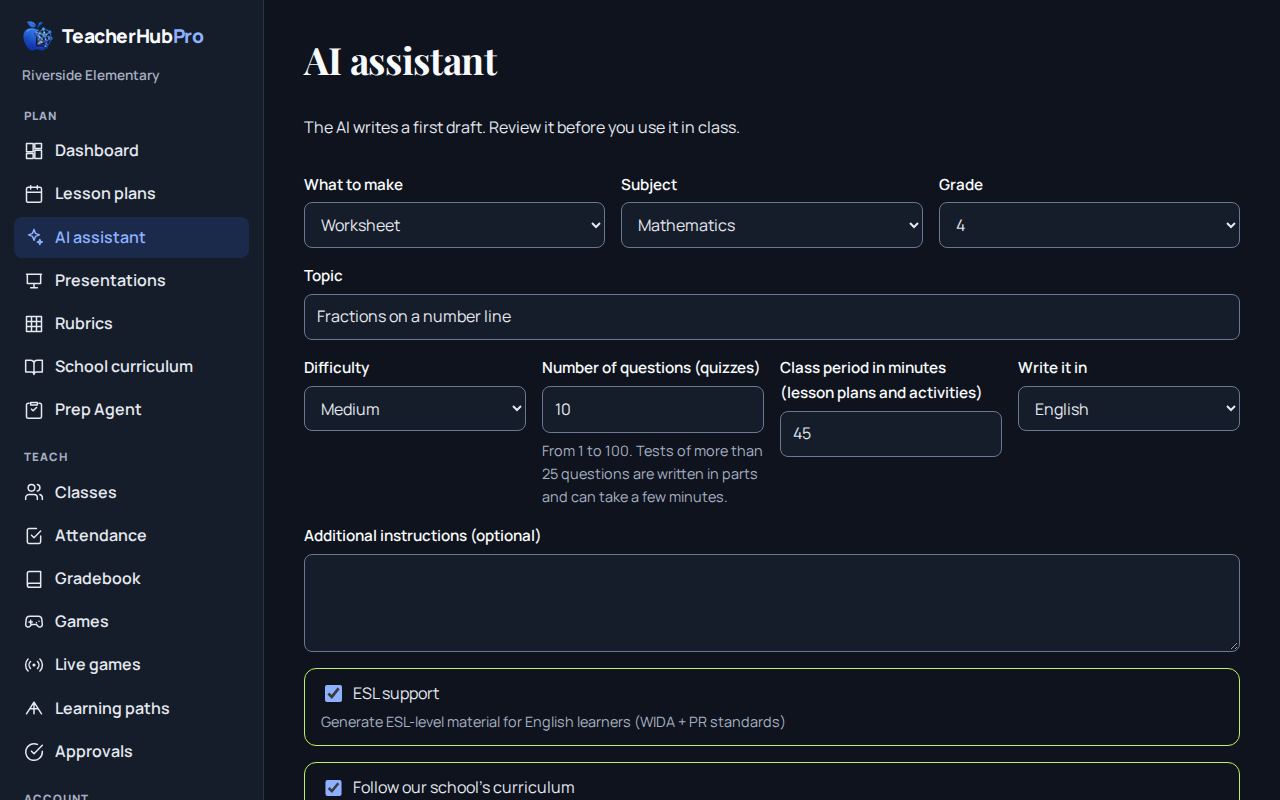 TeacherHubPro
Riverside Elementary
PLAN
Dashboard
Lesson plans
AI assistant
Presentations
Rubrics
School curriculum
Prep Agent
TEACH
Classes
Attendance
Gradebook
Games
Live games
Learning paths
Approvals
ACCOUNT
AI assistant
The AI writes a first draft. Review it before you use it in class.
What to make
Subject
Grade
Worksheet
Mathematics
4
Topic
Fractions on a number line
Difficulty
Number of questions (quizzes)
Class period in minutes
(lesson plans and activities)
Write it in
Medium
10
45
English
From 1 to 100. Tests of more than
25 questions are written in parts
and can take a few minutes.
Additional instructions (optional)
ESL support
Generate ESL-level material for English learners (WIDA + PR standards)
Follow our school's curriculum